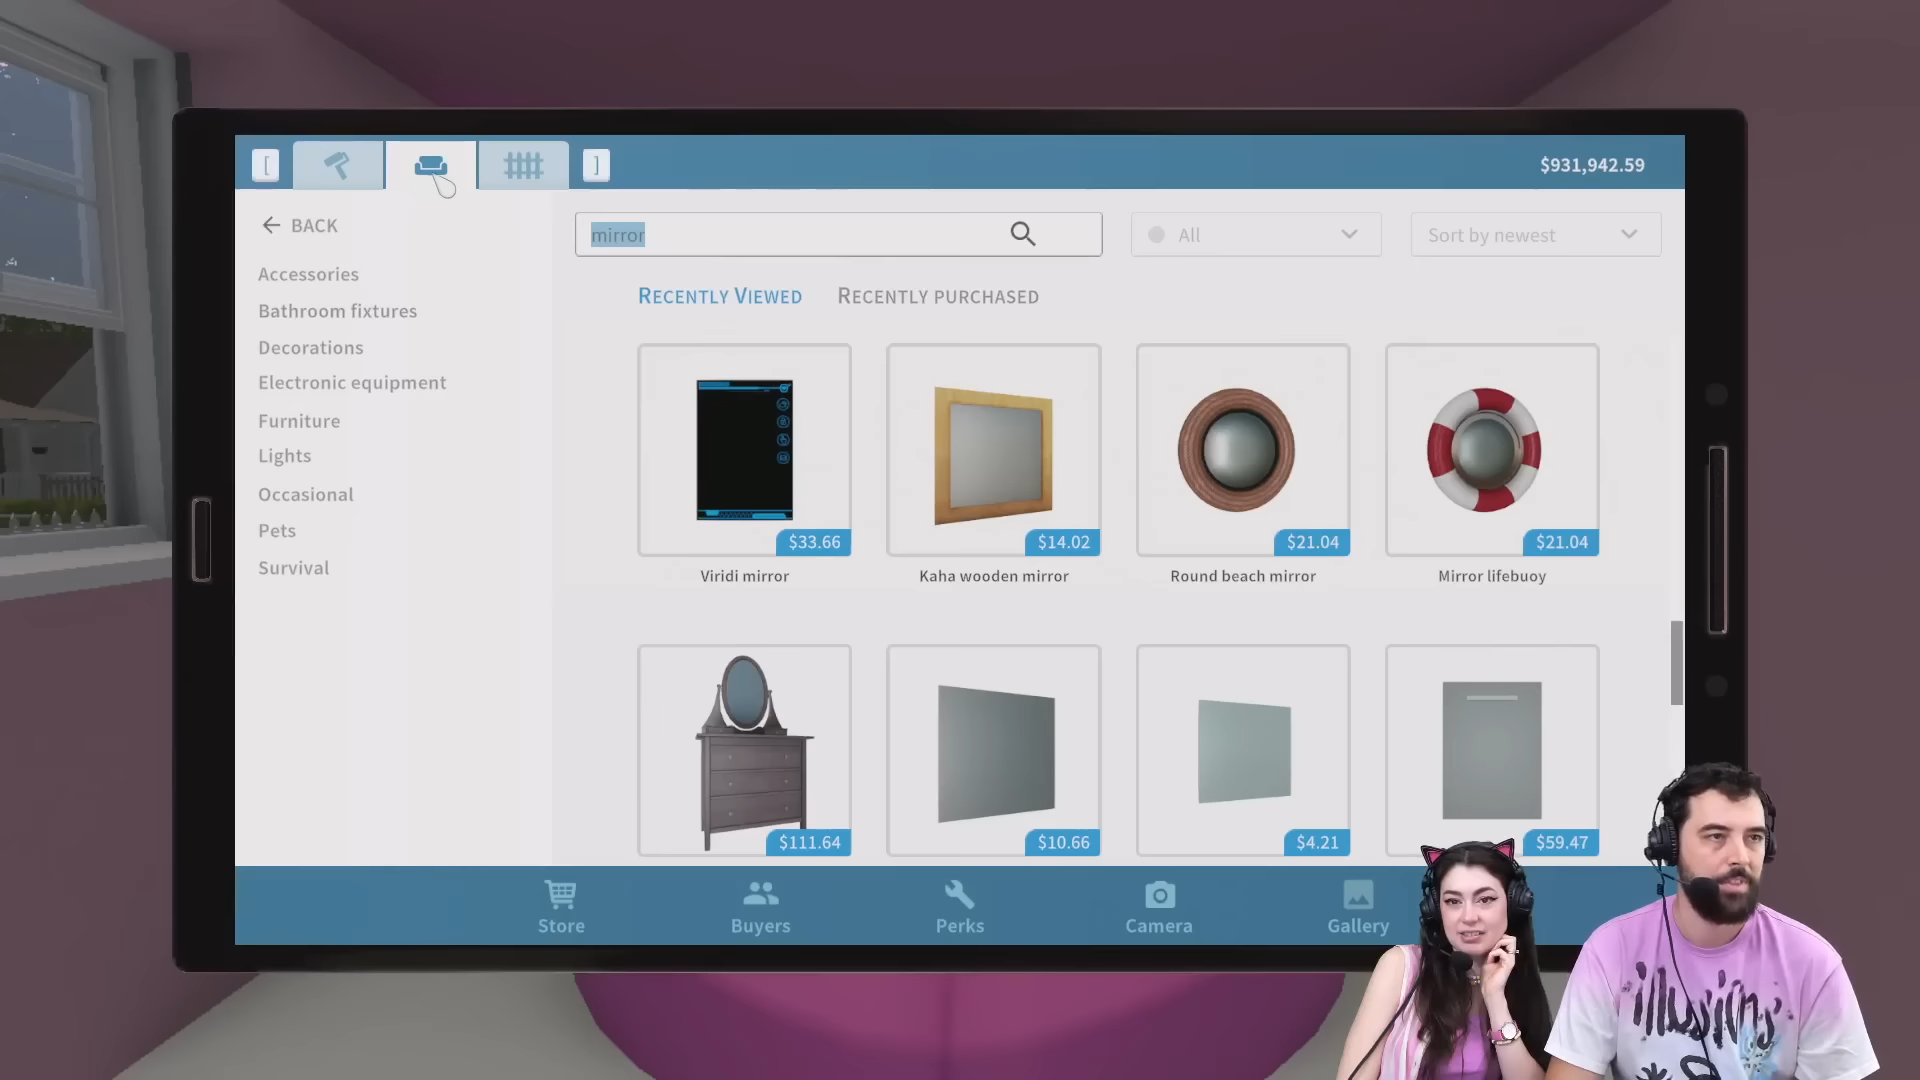 [
]
$931,942.59
BACK
mirror
All
Sort by newest
Accessories
Bathroom fixtures
Decorations
Electronic equipment
Furniture
Lights
Occasional
Pets
Survival
RECENTLY VIEWED
RECENTLY PURCHASED
$33.66
$14.02
$21.04
$21.04
Viridi mirror
Kaha wooden mirror
Round beach mirror
Mirror lifebuoy
$111.64
$10.66
$4.21
$59.47
Store
Buyers
Perks
Camera
Gallery
illusions